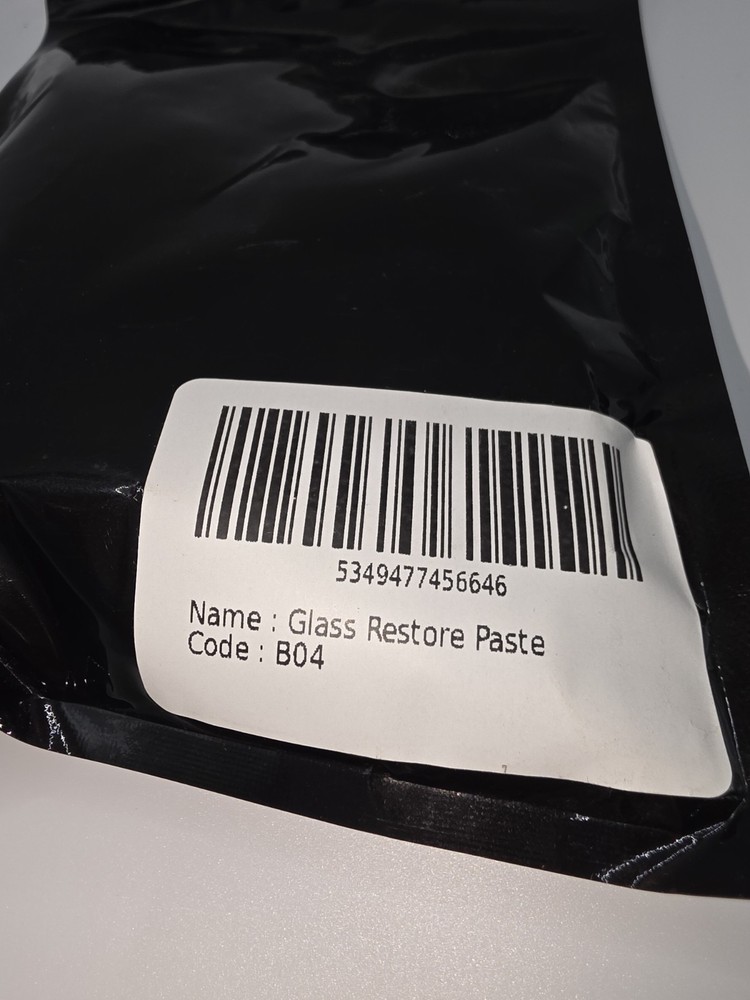 5349477456646
Name : Glass Restore Paste
Code : B04